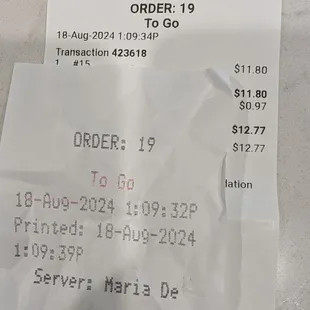 ORDER: 19
To Go
18-Aug-2024 1:09:34P
Transaction 423618
1 #15 $11.80
$11.80
$0.97
$12.77
$12.77
lation
ORDER: 19
To Go
18-Aug-2024 1:09:32P
Printed: 18-Aug-2024
1:09:39P
Server: Maria De